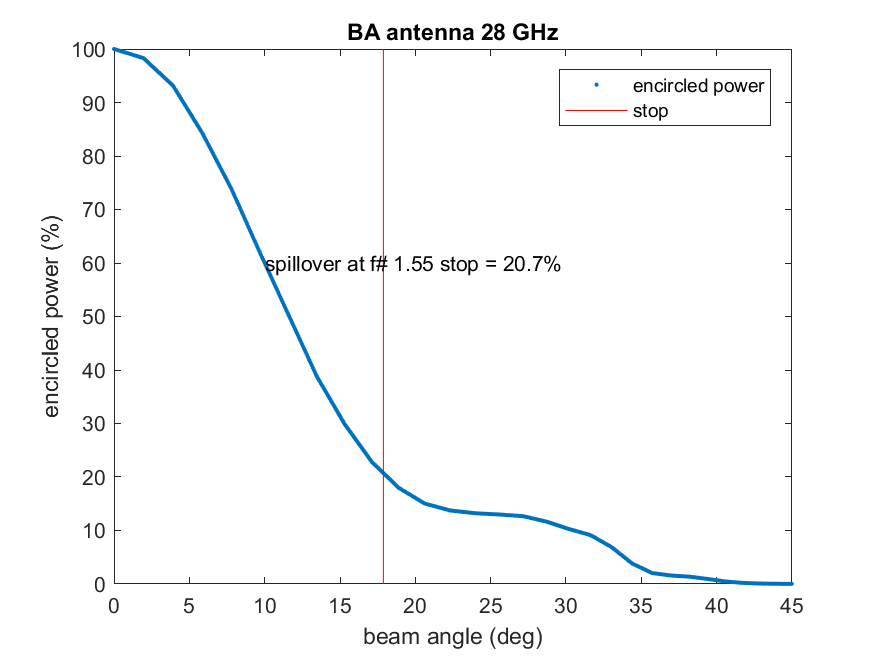 BA antenna 28 GHz
encircled power (%)
100
90
80
70
60
50
40
30
20
10
0
encircled power
stop
spillover at f# 1.55 stop = 20.7%
0 5 10 15 20 25 30 35 40 45
beam angle (deg)